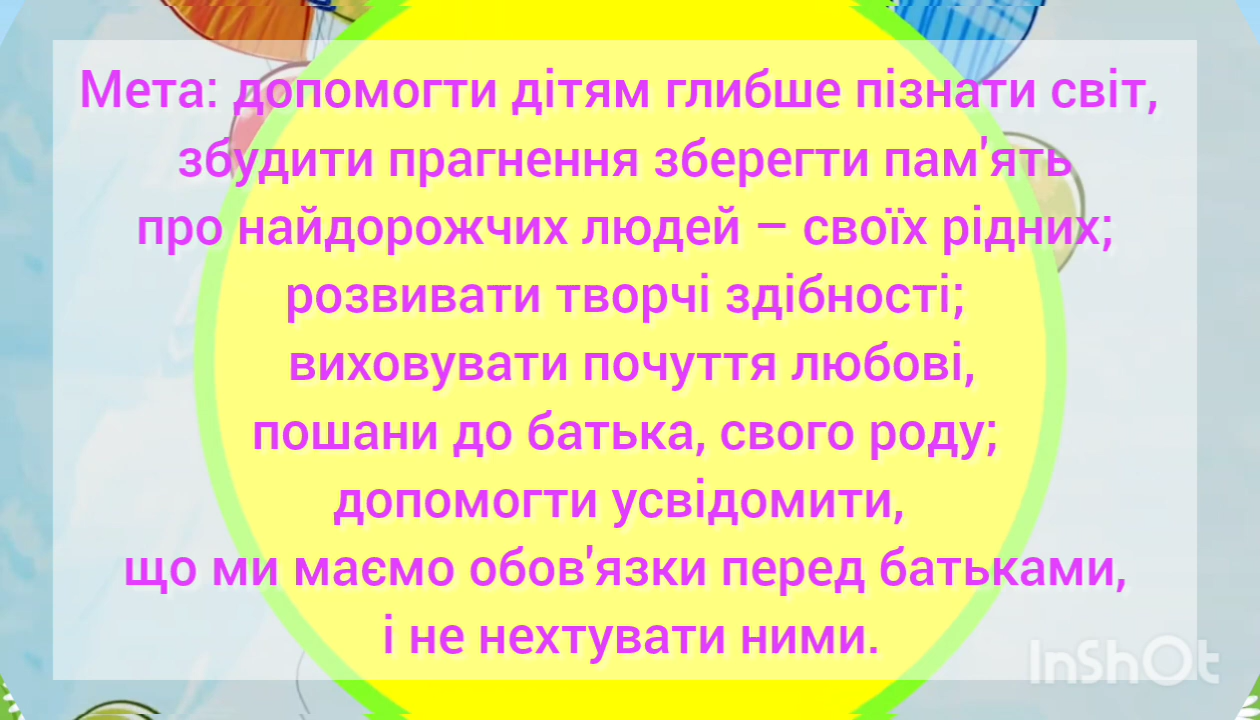 Мета: допомогти дітям глибше пізнати світ,
збудити прагнення зберегти пам'ять
про найдорожчих людей – своїх рідних;
розвивати творчі здібності;
виховувати почуття любові,
пошани до батька, свого роду;
допомогти усвідомити,
що ми маємо обов'язки перед батьками,
і не нехтувати ними.
InShOt